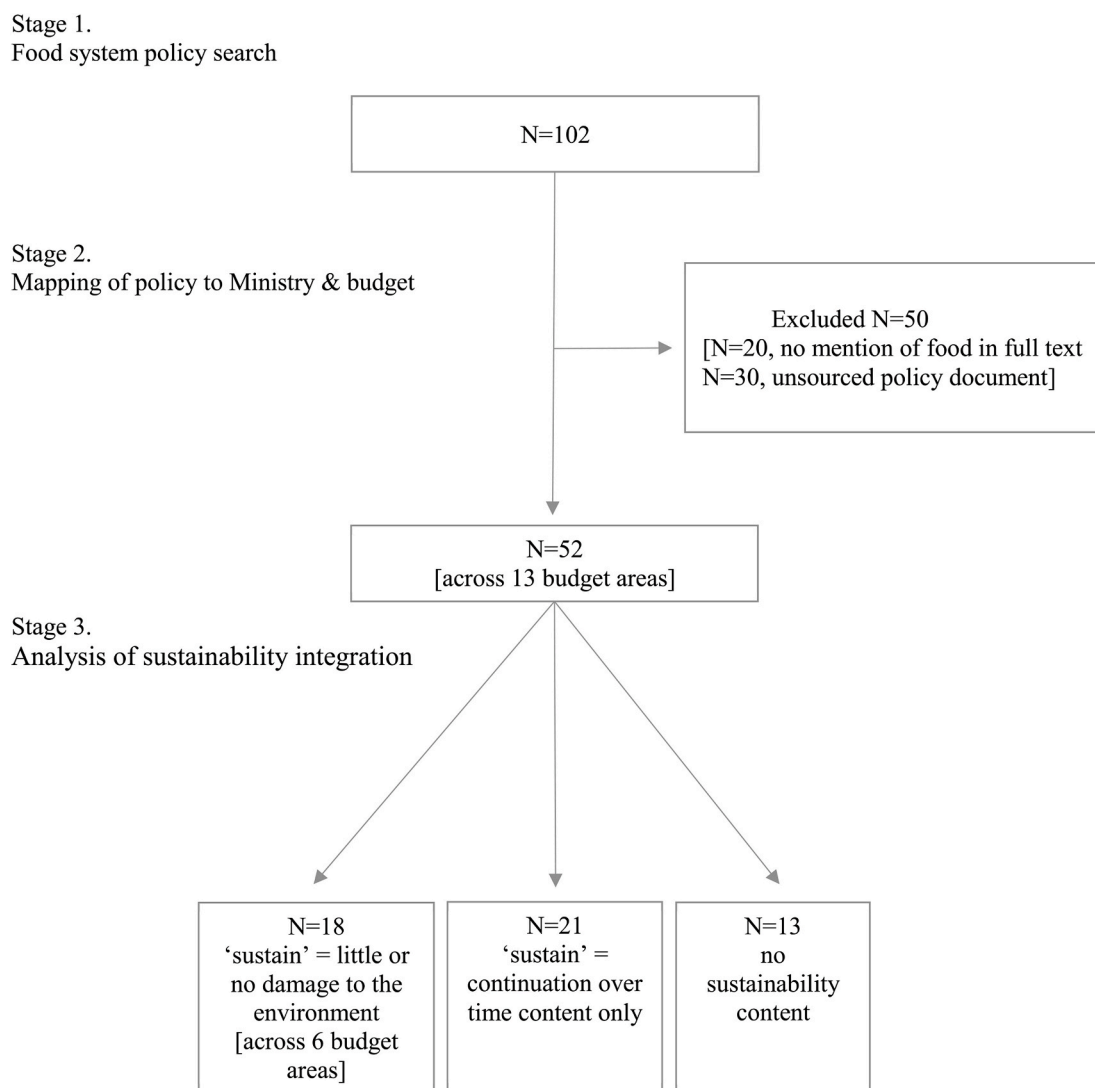 Stage 1.
Food system policy search
N=102
Stage 2.
Mapping of policy to Ministry & budget
Excluded N=50
[N=20, no mention of food in full text
N=30, unsourced policy document]
N=52
[across 13 budget areas]
Stage 3.
Analysis of sustainability integration
N=18
‘sustain’ = little or
no damage to the
environment
[across 6 budget
areas]
N=21
‘sustain’ =
continuation over
time content only
N=13
no
sustainability
content